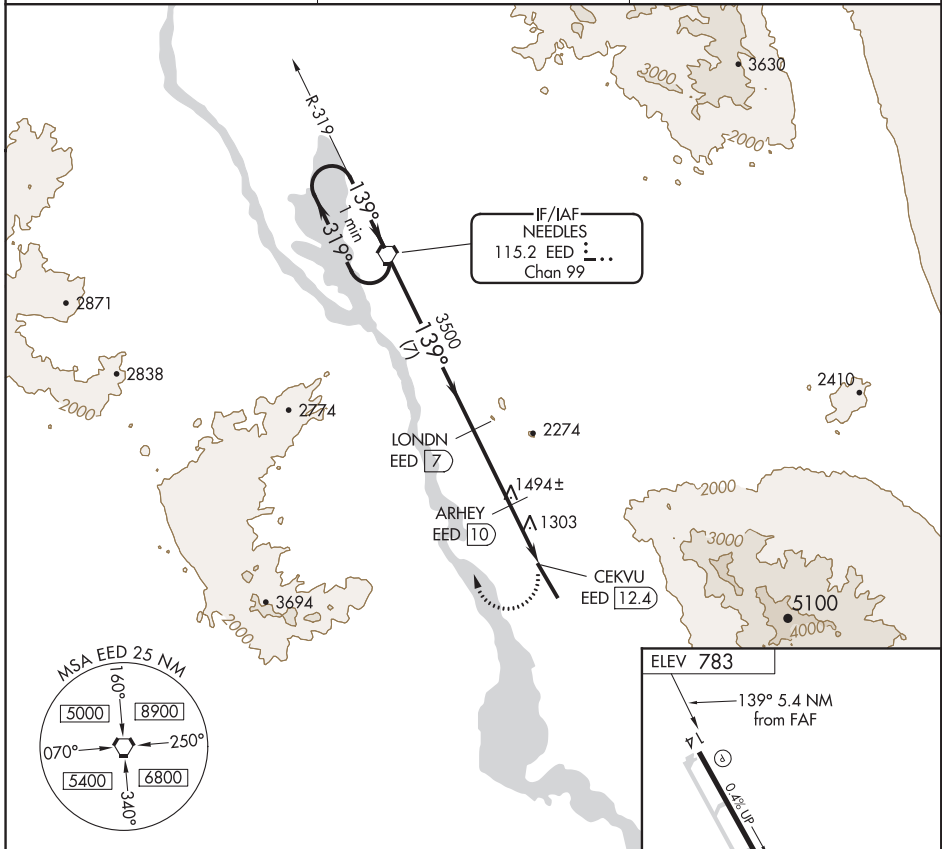 3630
3000
2000
R-319
139°
1 min
319°
IF/IAF
NEEDLES
115.2 EED
Chan 99
2871
2838
2000
2774
3500
139°
(7)
2410
LONDN
EED 7
2274
2000
1494±
ARHEY
EED 10
1303
3000
CEKVU
EED 12.4
3694
2000
5100
4000
MSA EED 25 NM
160°
5000
8900
070°
250°
5400
6800
340°
ELEV 783
139° 5.4 NM
from FAF
14
P
0.4% UP